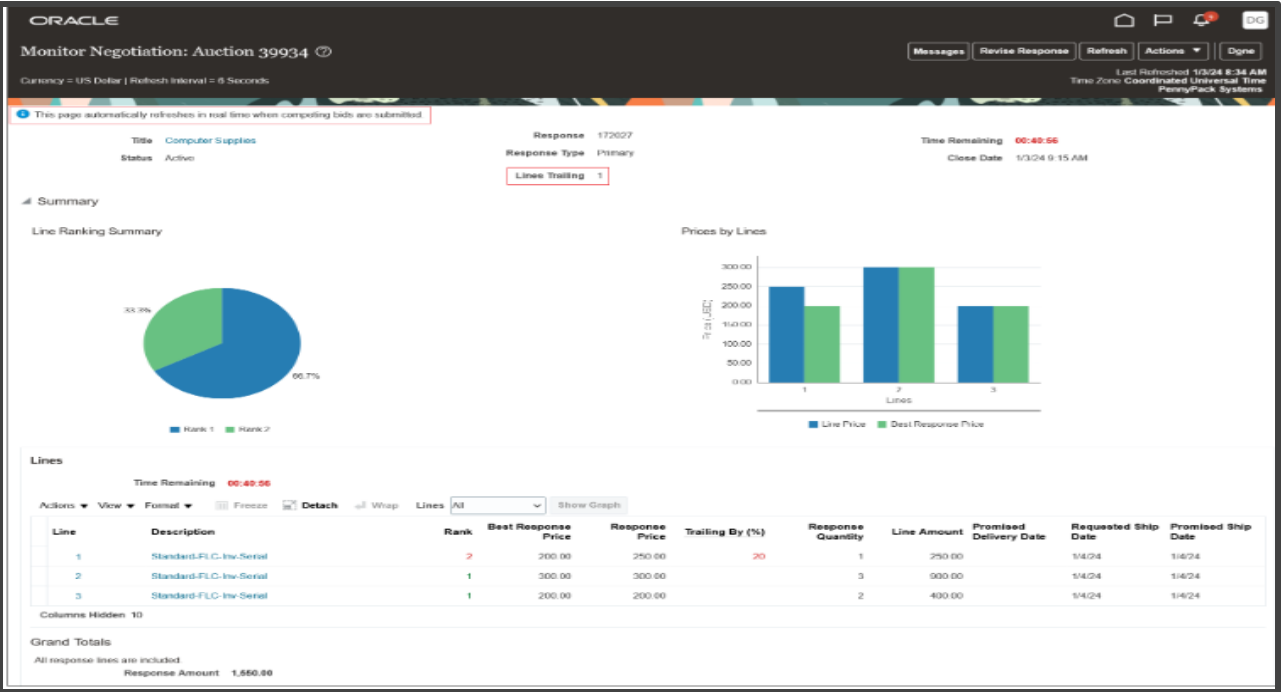 ORACLE
DG
Monitor Negotiation: Auction 39934
Messages Revise Response Refresh Actions Done
Currency = US Dollar | Refresh Interval = 6 Seconds
Last Refreshed 1/3/24 8:34 AM
Time Zone Coordinated Universal Time
PennyPack Systems
This page automatically refreshes in real time when competing bids are submitted
Title Computer Supplies
Status Active
Response 172027
Response Type Primary
Lines Trailing 1
Time Remaining 00:40:56
Close Date 1/3/24 9:15 AM
Summary
Line Ranking Summary
33.3%
66.7%
Rank 1 Rank 2
Prices by Lines
Price (USD)
300.00
250.00
200.00
150.00
100.00
50.00
0.00
1 2 3
Lines
Line Price Best Response Price
Lines
Time Remaining 00:40:56
Actions View Format Freeze Detach Wrap Lines All Show Graph
Line Description Rank Best Response Price Response Price Trailing By (%) Response Quantity Line Amount Promised Delivery Date Requested Ship Date Promised Ship Date
1 Standard-FLC-Inv-Serial 2 200.00 250.00 20 1 250.00 1/4/24 1/4/24
2 Standard-FLC-Inv-Serial 1 300.00 300.00 3 900.00 1/4/24 1/4/24
3 Standard-FLC-Inv-Serial 1 200.00 200.00 2 400.00 1/4/24 1/4/24
Columns Hidden 10
Grand Totals
All response lines are included.
Response Amount 1,550.00